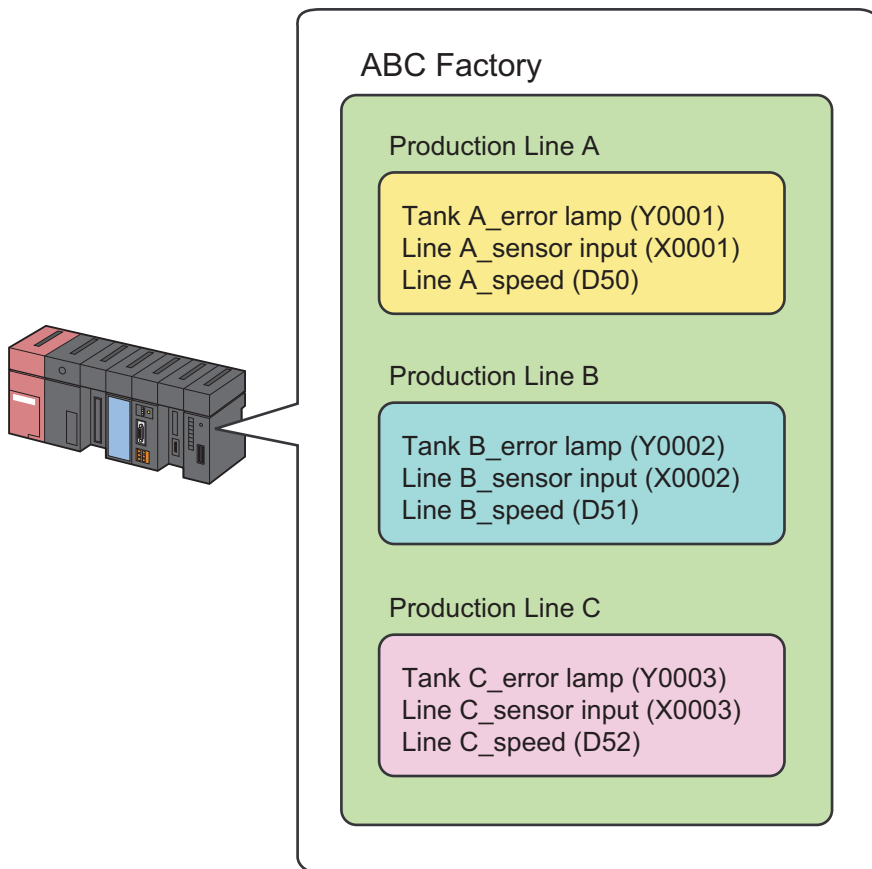 ABC Factory
Production Line A
Tank A_error lamp (Y0001)
Line A_sensor input (X0001)
Line A_speed (D50)
Production Line B
Tank B_error lamp (Y0002)
Line B_sensor input (X0002)
Line B_speed (D51)
Production Line C
Tank C_error lamp (Y0003)
Line C_sensor input (X0003)
Line C_speed (D52)